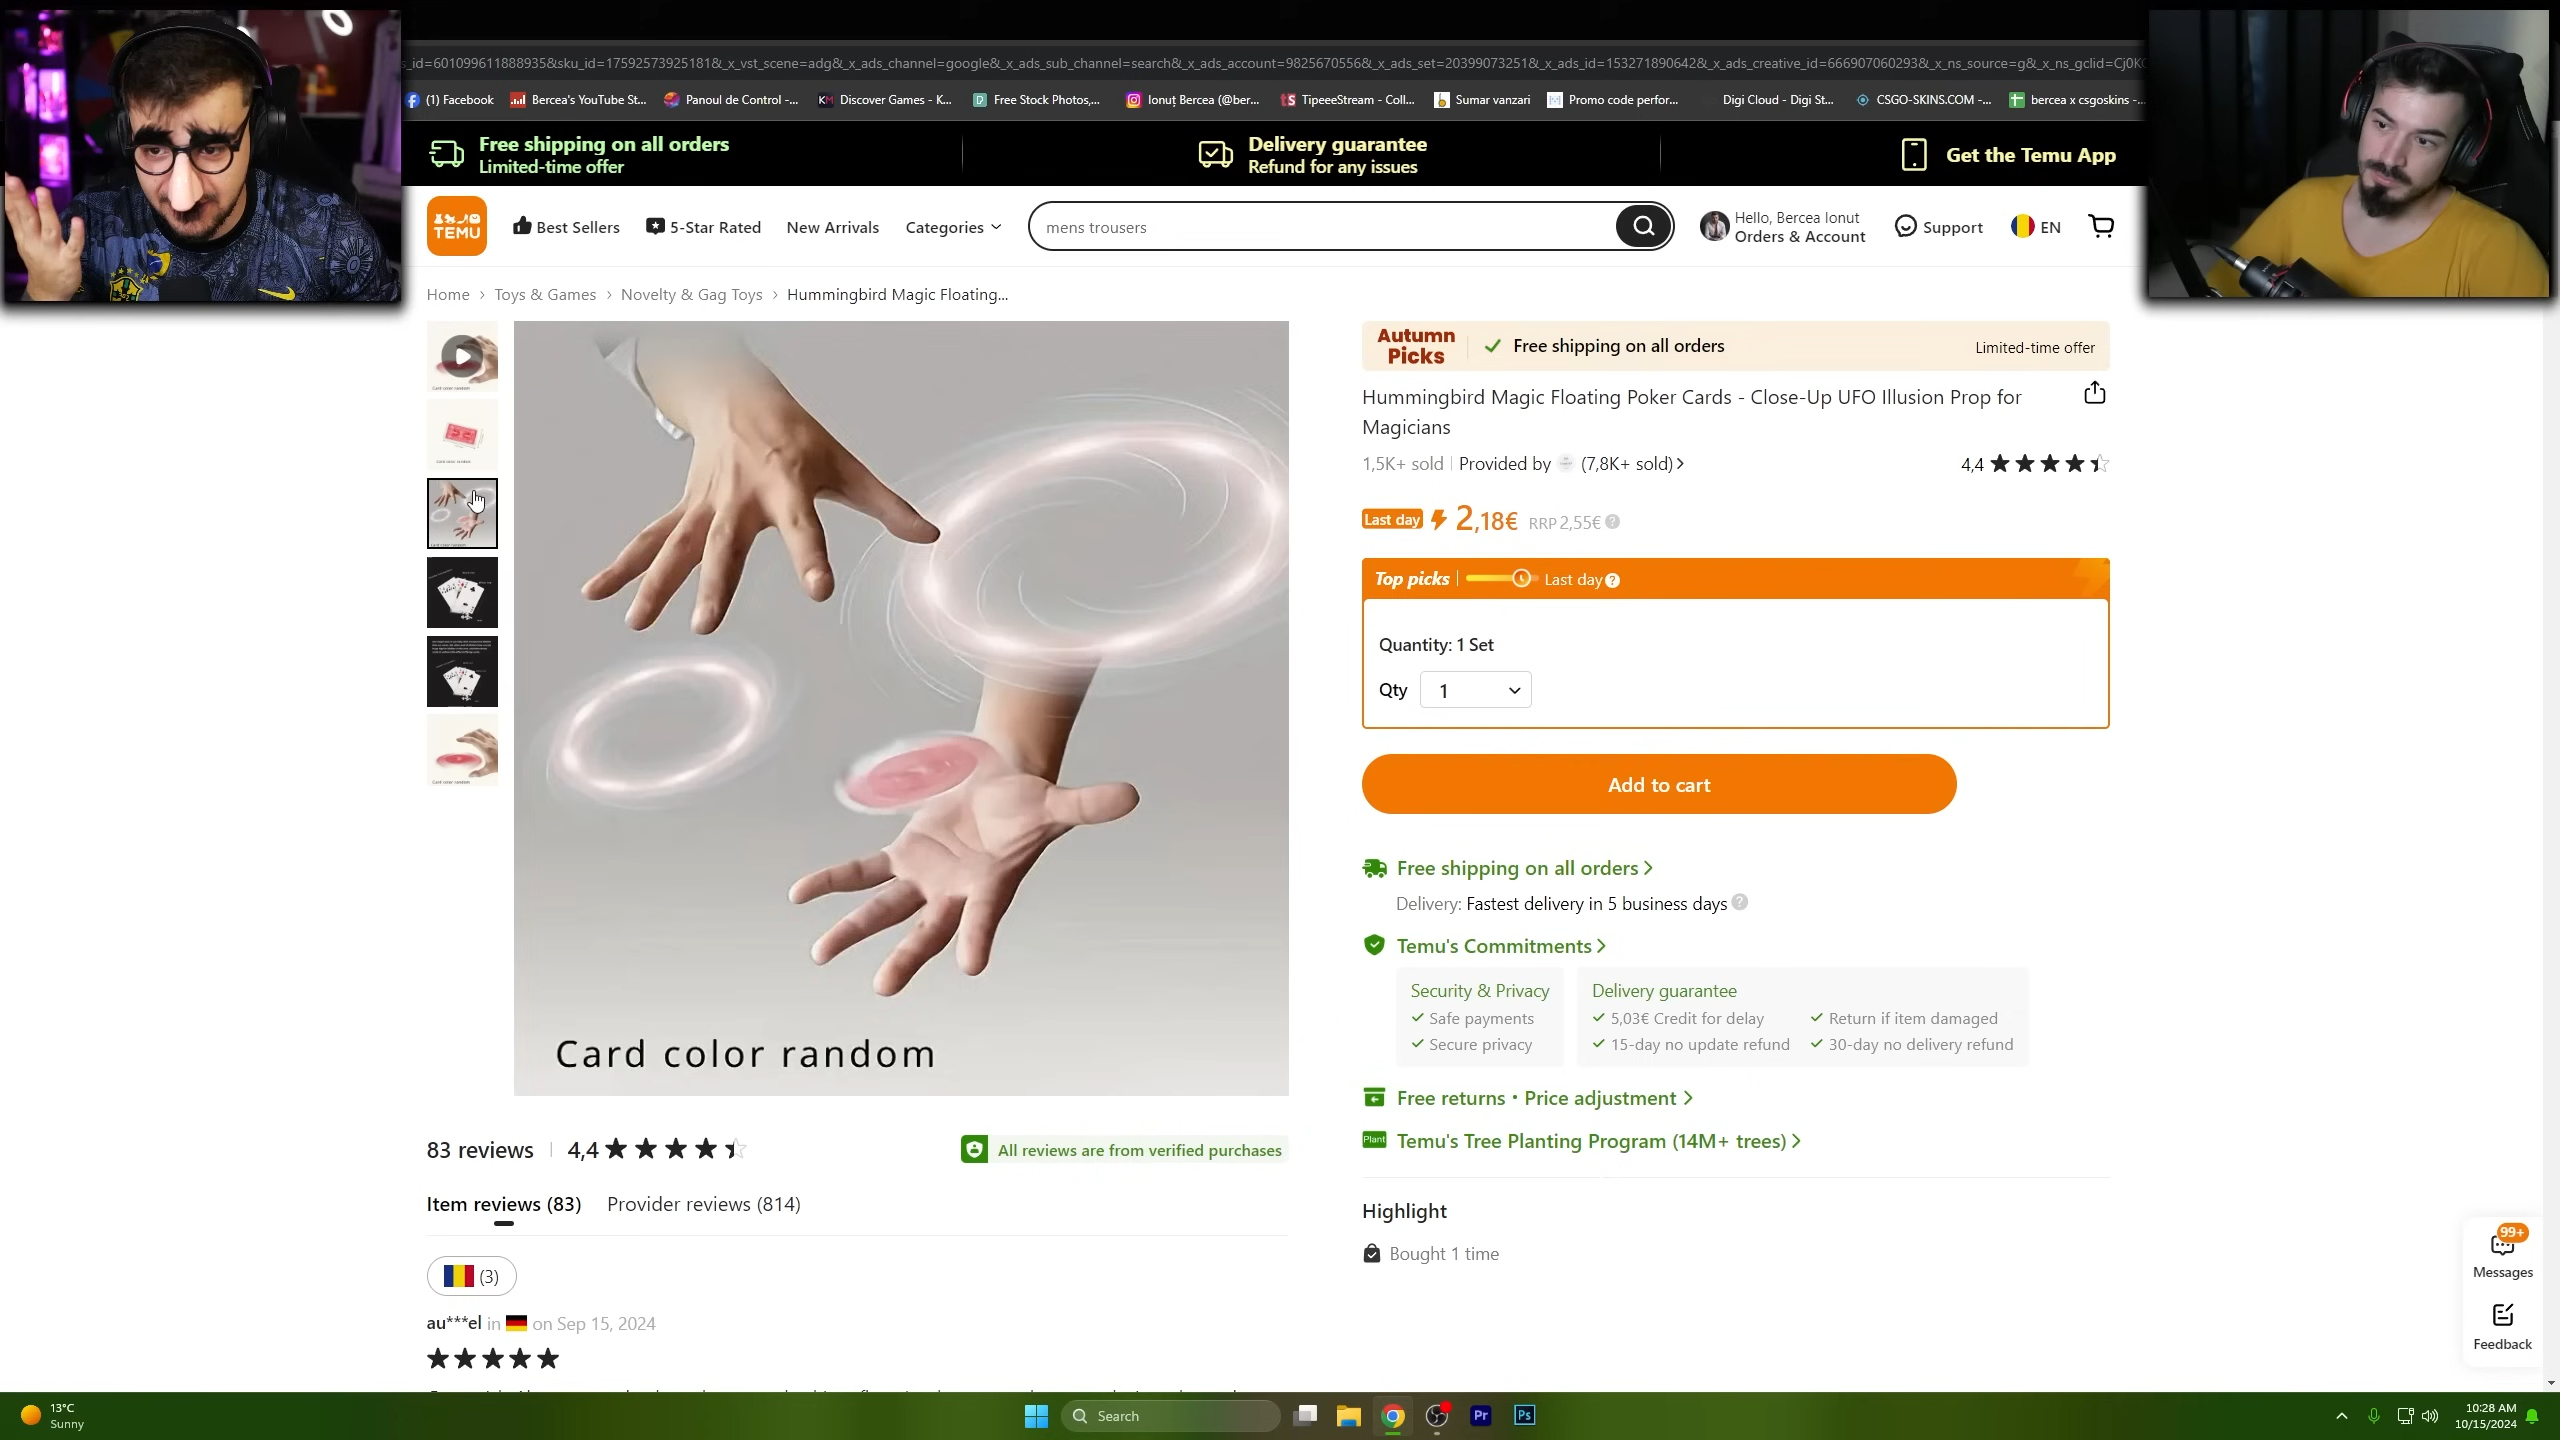 s_id=601099611888935&sku_id=17592573925181&_x_vst_scene=adg&_x_ads_channel=google&_x_ads_sub_channel=search&_x_ads_account=9825670556&_x_ads_set=20399073251&_x_ads_id=153271890642&_x_ads_creative_id=666907060293&_x_ns_source=g&_x_ns_gclid=Cj0KC
(1) Facebook
Bercea's YouTube St...
Panoul de Control -...
Discover Games - K...
Free Stock Photos,...
Ionuț Bercea (@ber...
TipeeeStream - Coll...
Sumar vanzari
Promo code perfor...
Digi Cloud - Digi St...
CSGO-SKINS.COM -...
bercea x csgoskins -...
Free shipping on all orders
Limited-time offer
Delivery guarantee
Refund for any issues
Get the Temu App
TEMU
Best Sellers
5-Star Rated
New Arrivals
Categories
mens trousers
Hello, Bercea Ionut
Orders & Account
Support
EN
Home › Toys & Games › Novelty & Gag Toys › Hummingbird Magic Floating...
Card color random
Autumn
Picks
Free shipping on all orders
Limited-time offer
Hummingbird Magic Floating Poker Cards - Close-Up UFO Illusion Prop for
Magicians
1,5K+ sold | Provided by (7,8K+ sold)
4,4
Last day 2,18€ RRP 2,55€ ?
Top picks | Last day ?
Quantity: 1 Set
Qty 1
Add to cart
Free shipping on all orders
Delivery: Fastest delivery in 5 business days ?
Temu's Commitments
Security & Privacy
Safe payments
Secure privacy
Delivery guarantee
5,03€ Credit for delay
Return if item damaged
15-day no update refund
30-day no delivery refund
Free returns • Price adjustment
Plant Temu's Tree Planting Program (14M+ trees)
Highlight
Bought 1 time
83 reviews | 4,4
All reviews are from verified purchases
Item reviews (83)
Provider reviews (814)
(3)
au***el in on Sep 15, 2024
99+
Messages
Feedback
13°C
Sunny
Search
Pr
Ps
10:28 AM
10/15/2024